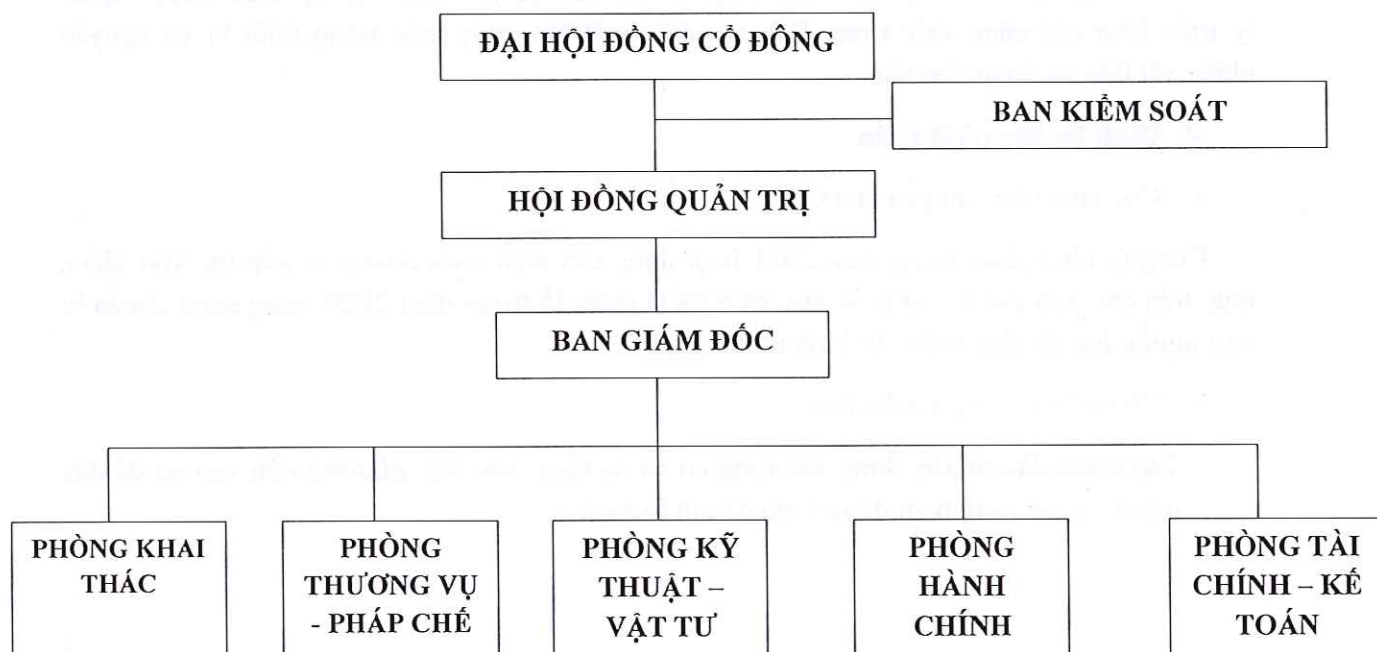 ĐẠI HỘI ĐỒNG CỔ ĐÔNG
BAN KIỂM SOÁT
HỘI ĐỒNG QUẢN TRỊ
BAN GIÁM ĐỐC
PHÒNG KHAI
THÁC
PHÒNG
THƯƠNG VỤ
- PHÁP CHẾ
PHÒNG KỸ
THUẬT –
VẬT TƯ
PHÒNG
HÀNH
CHÍNH
PHÒNG TÀI
CHÍNH – KẾ
TOÁN